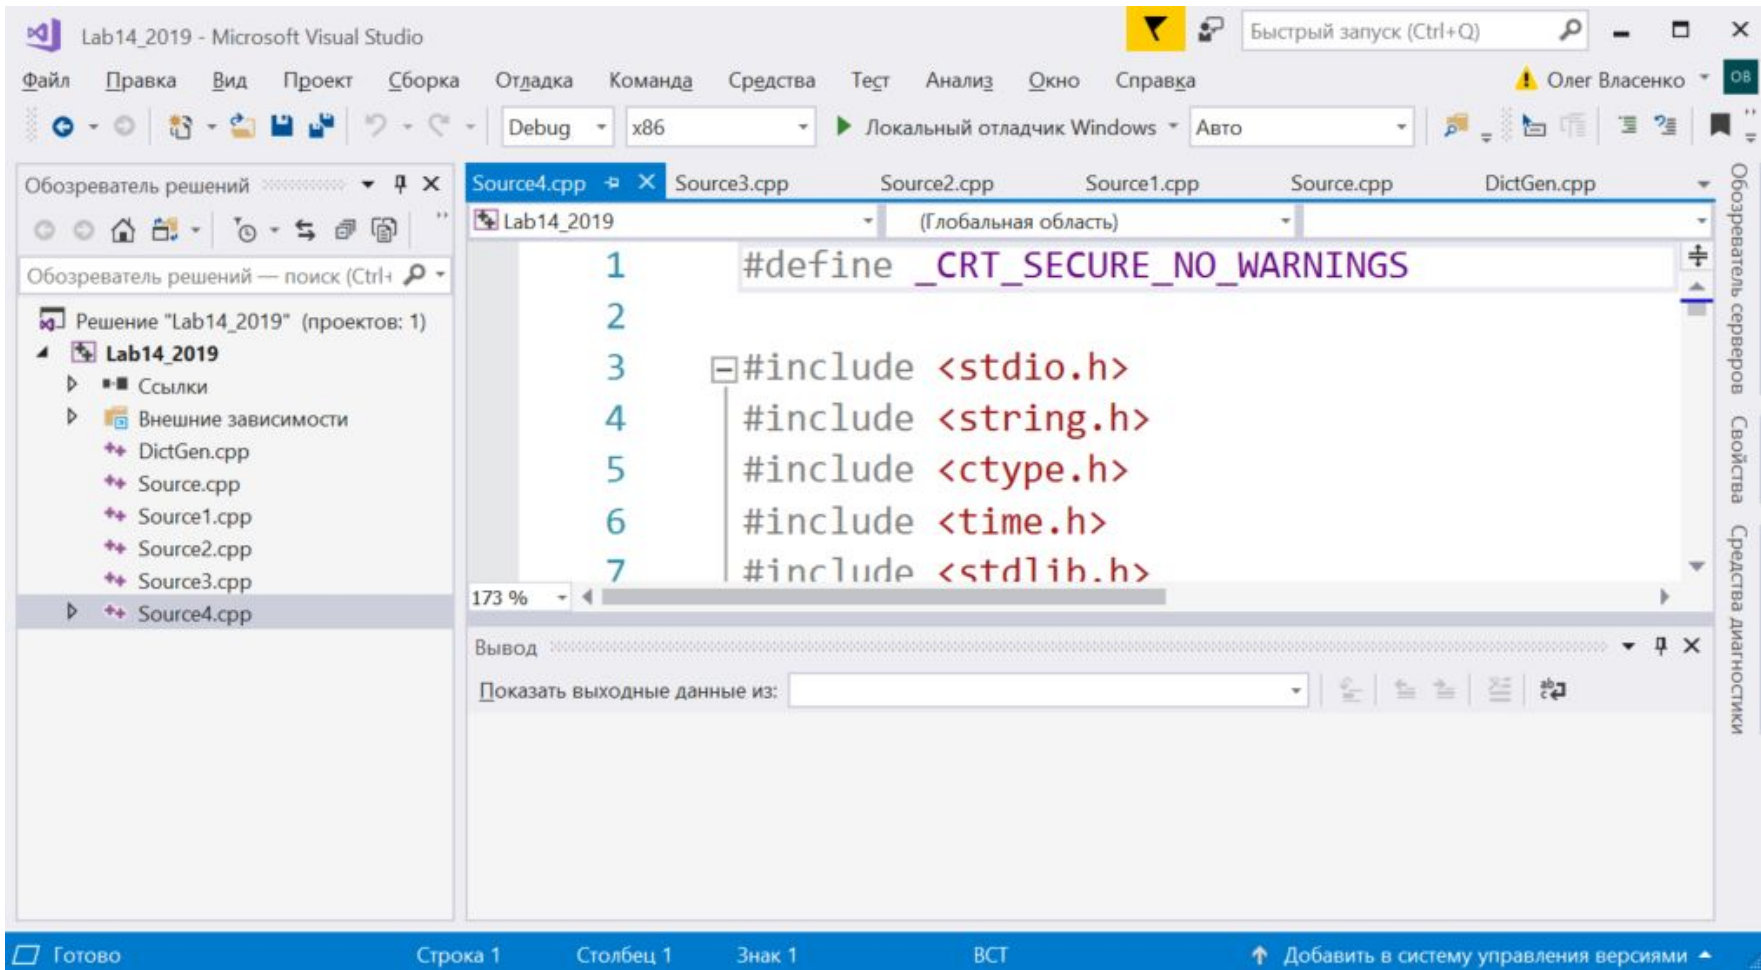 Lab14_2019 - Microsoft Visual Studio
Быстрый запуск (Ctrl+Q)
Файл Правка Вид Проект Сборка Отладка Команда Средства Тест Анализ Окно Справка
Олег Власенко ОВ
Debug x86 Локальный отладчик Windows Авто
Обозреватель решений
Обозреватель решений — поиск (Ctrl+
Решение "Lab14_2019" (проектов: 1)
Lab14_2019
Ссылки
Внешние зависимости
DictGen.cpp
Source.cpp
Source1.cpp
Source2.cpp
Source3.cpp
Source4.cpp
Source4.cpp Source3.cpp Source2.cpp Source1.cpp Source.cpp DictGen.cpp
Lab14_2019 (Глобальная область)
1 #define _CRT_SECURE_NO_WARNINGS
2
3 #include <stdio.h>
4 #include <string.h>
5 #include <ctype.h>
6 #include <time.h>
7 #include <stdlib.h>
173 %
Вывод
Показать выходные данные из:
Обозреватель серверов
Свойства
Средства диагностики
Готово Строка 1 Столбец 1 Знак 1 ВСТ Добавить в систему управления версиями